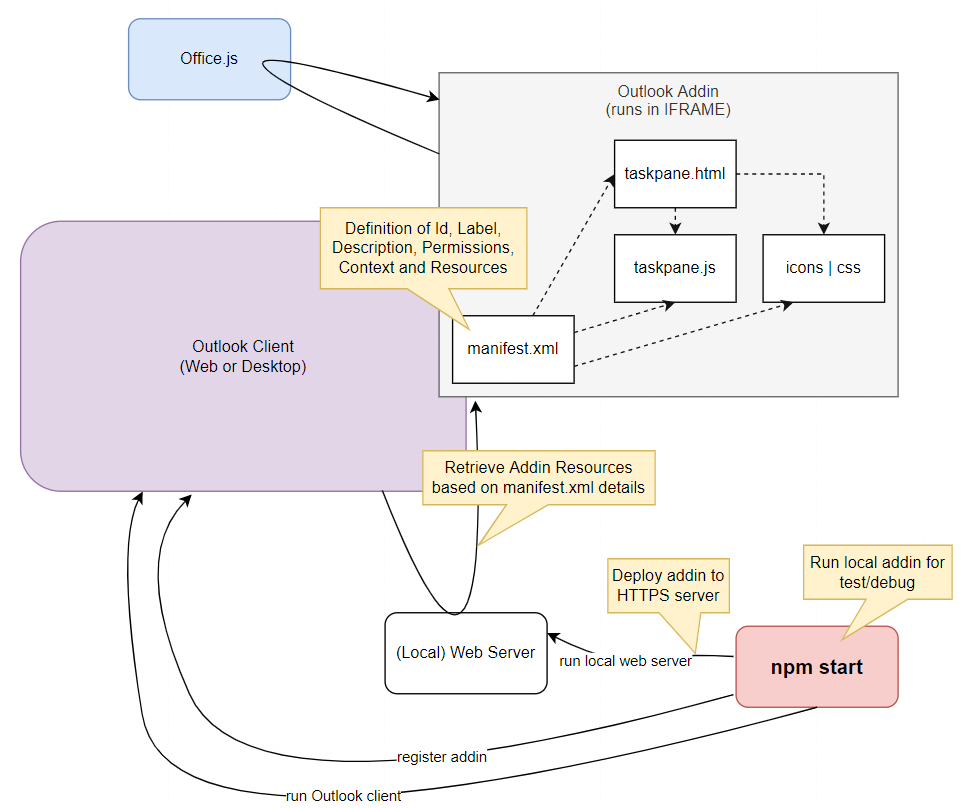 Office.js
Outlook Addin
(runs in IFRAME)
taskpane.html
Definition of Id, Label,
Description, Permissions,
Context and Resources
taskpane.js
icons | css
Outlook Client
(Web or Desktop)
manifest.xml
Retrieve Addin Resources
based on manifest.xml details
Deploy addin to
HTTPS server
Run local addin for
test/debug
(Local) Web Server
run local web server
npm start
register addin
run Outlook client